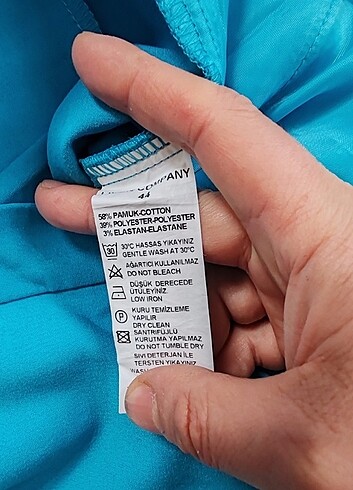 COMPANY
44
58% PAMUK-COTTON
39% POLYESTER-POLYESTER
3% ELASTAN-ELASTANE
30°C HASSAS YIKAYINIZ
GENTLE WASH AT 30°C
AĞARTICI KULLANILMAZ
DO NOT BLEACH
DÜŞÜK DERECEDE
ÜTÜLEYİNİZ
LOW IRON
P
KURU TEMİZLEME
YAPILIR
DRY CLEAN
SANTRİFÜJLÜ
KURUTMA YAPILMAZ
DO NOT TUMBLE DRY
SIVI DETERJAN İLE
TERSTEN YIKAYINIZ